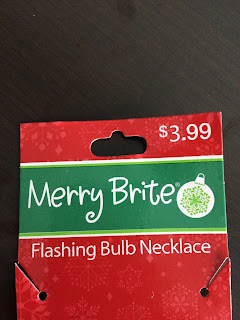 $3.99
Merry Brite®
Flashing Bulb Necklace